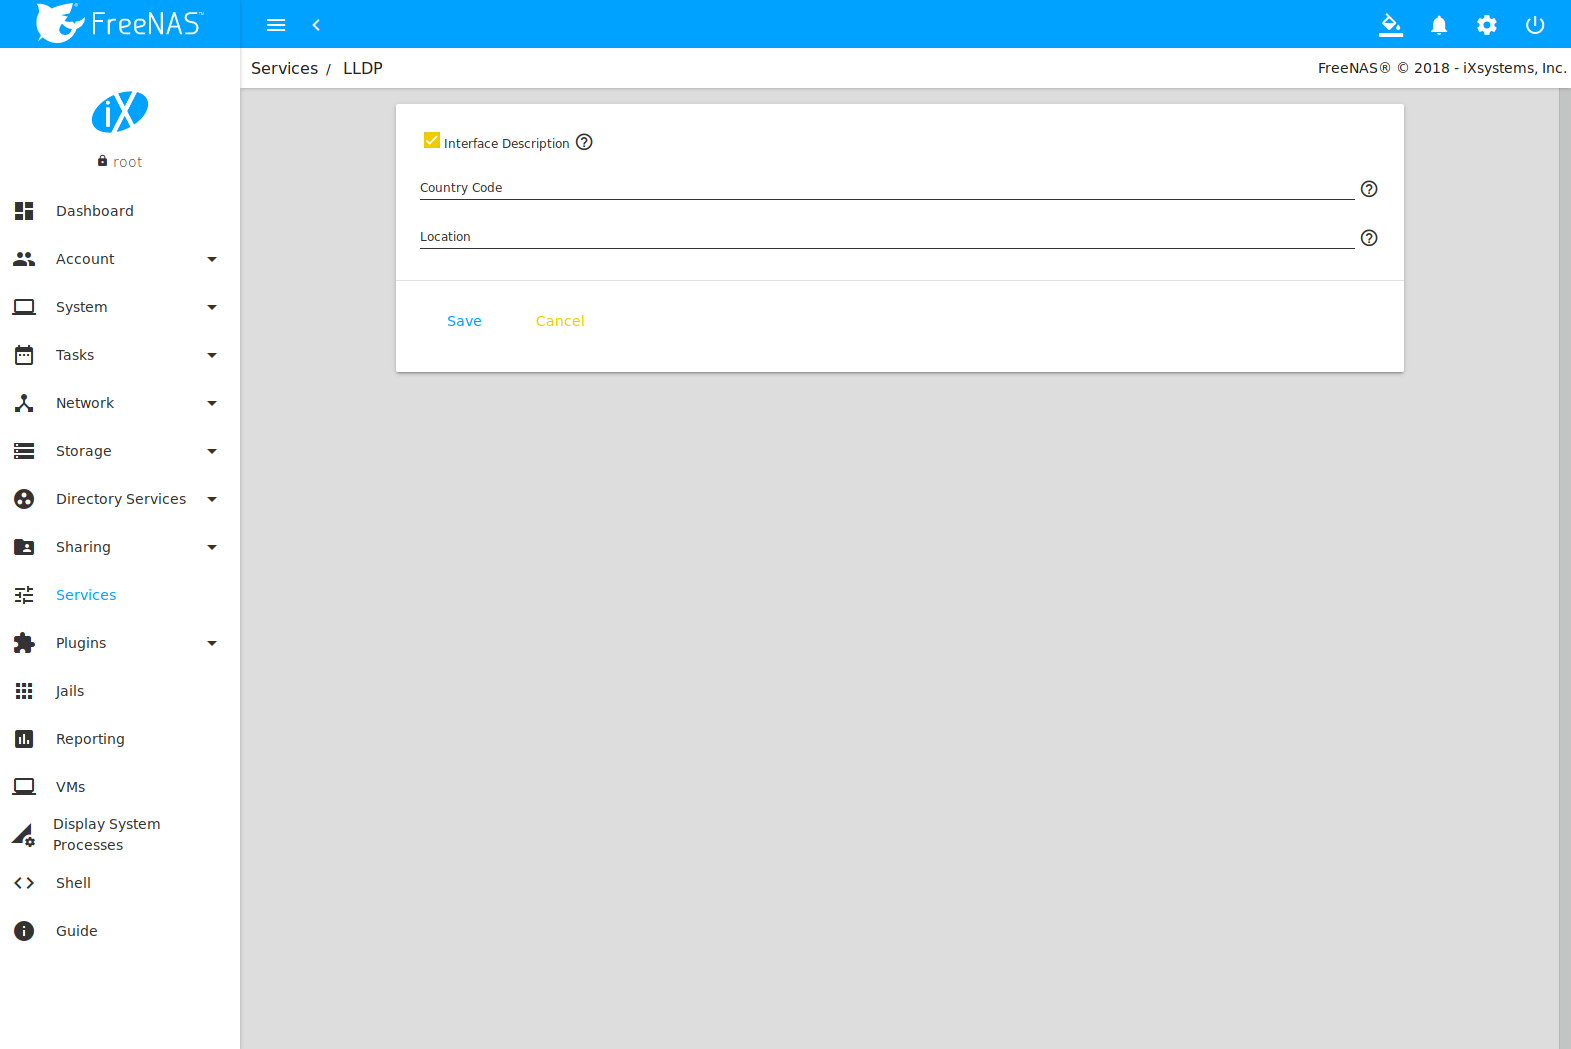 FreeNAS™
Services / LLDP
FreeNAS® © 2018 - iXsystems, Inc.
iX
root
Dashboard
Account
System
Tasks
Network
Storage
Directory Services
Sharing
Services
Plugins
Jails
Reporting
VMs
Display System
Processes
Shell
Guide
Interface Description
Country Code
Location
Save
Cancel